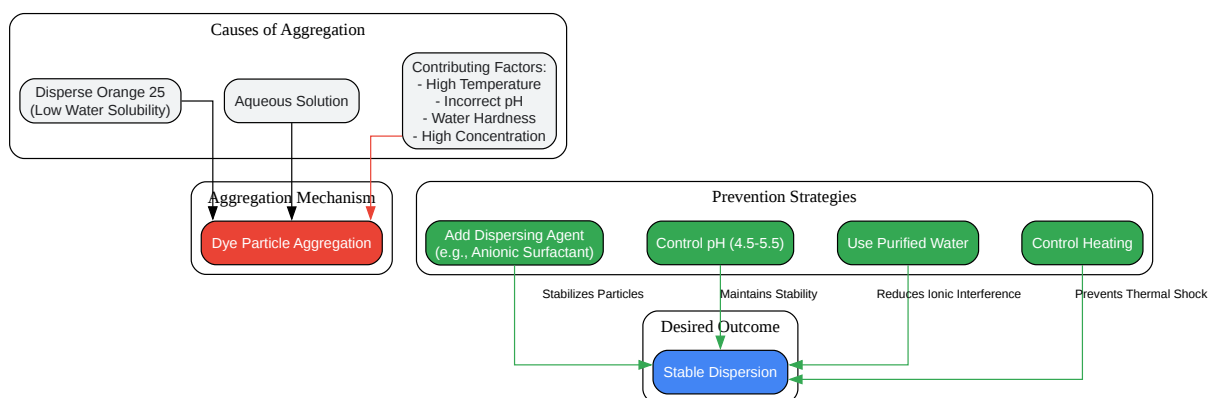 Causes of Aggregation
Disperse Orange 25
(Low Water Solubility)
Aqueous Solution
Contributing Factors:
- High Temperature
- Incorrect pH
- Water Hardness
- High Concentration
Aggregation Mechanism
Dye Particle Aggregation
Prevention Strategies
Add Dispersing Agent
(e.g., Anionic Surfactant)
Control pH (4.5-5.5)
Use Purified Water
Control Heating
Stabilizes Particles
Maintains Stability
Reduces Ionic Interference
Prevents Thermal Shock
Desired Outcome
Stable Dispersion